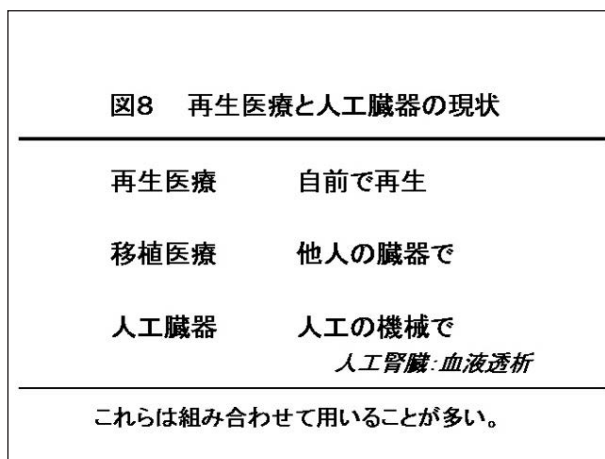 図8　再生医療と人工臓器の現状
再生医療　自前で再生
移植医療　他人の臓器で
人工臓器　人工の機械で
人工腎臓：血液透析
これらは組み合わせて用いることが多い。